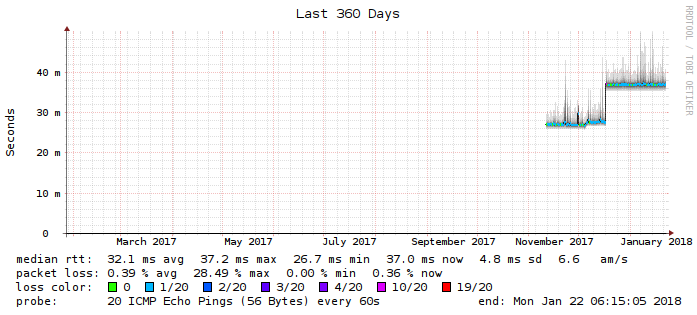 Last 360 Days
RRDTOOL / TOBI OETIKER
Seconds
40 m
30 m
20 m
10 m
0
March 2017 May 2017 July 2017 September 2017 November 2017 January 2018
median rtt: 32.1 ms avg 37.2 ms max 26.7 ms min 37.0 ms now 4.8 ms sd 6.6 am/s
packet loss: 0.39 % avg 28.49 % max 0.00 % min 0.36 % now
loss color: 0 1/20 2/20 3/20 4/20 10/20 19/20
probe: 20 ICMP Echo Pings (56 Bytes) every 60s end: Mon Jan 22 06:15:05 2018